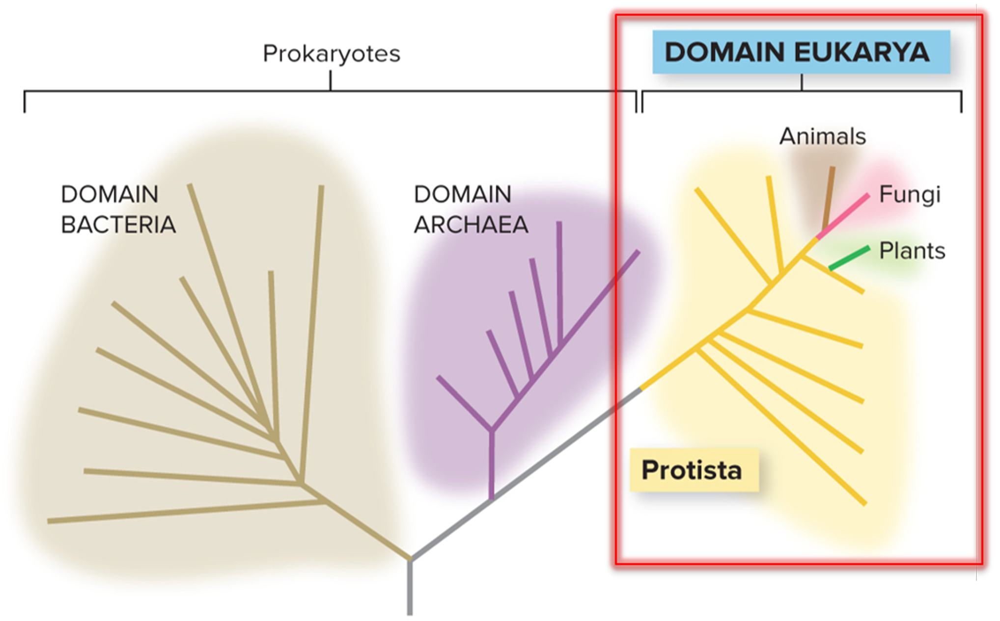 Prokaryotes
DOMAIN EUKARYA
Animals
DOMAIN
BACTERIA
DOMAIN
ARCHAEA
Fungi
Plants
Protista